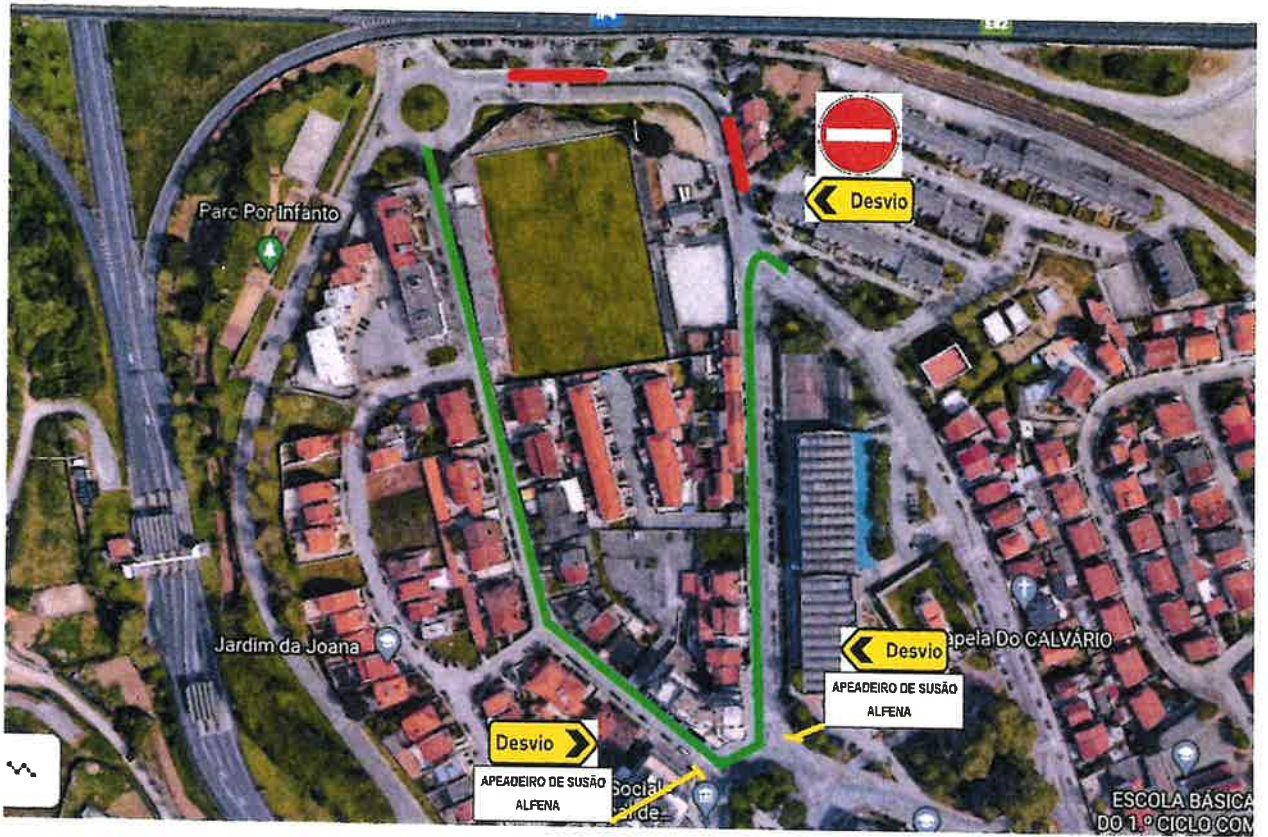 Parc Por Infanto
Desvio
Jardim da Joana
Desvio
apela Do CALVÁRIO
APEADEIRO DE SUSÃO
ALFENA
Desvio
APEADEIRO DE SUSÃO
ALFENA
Social
ESCOLA BÁSICA
DO 1.º CICLO COM